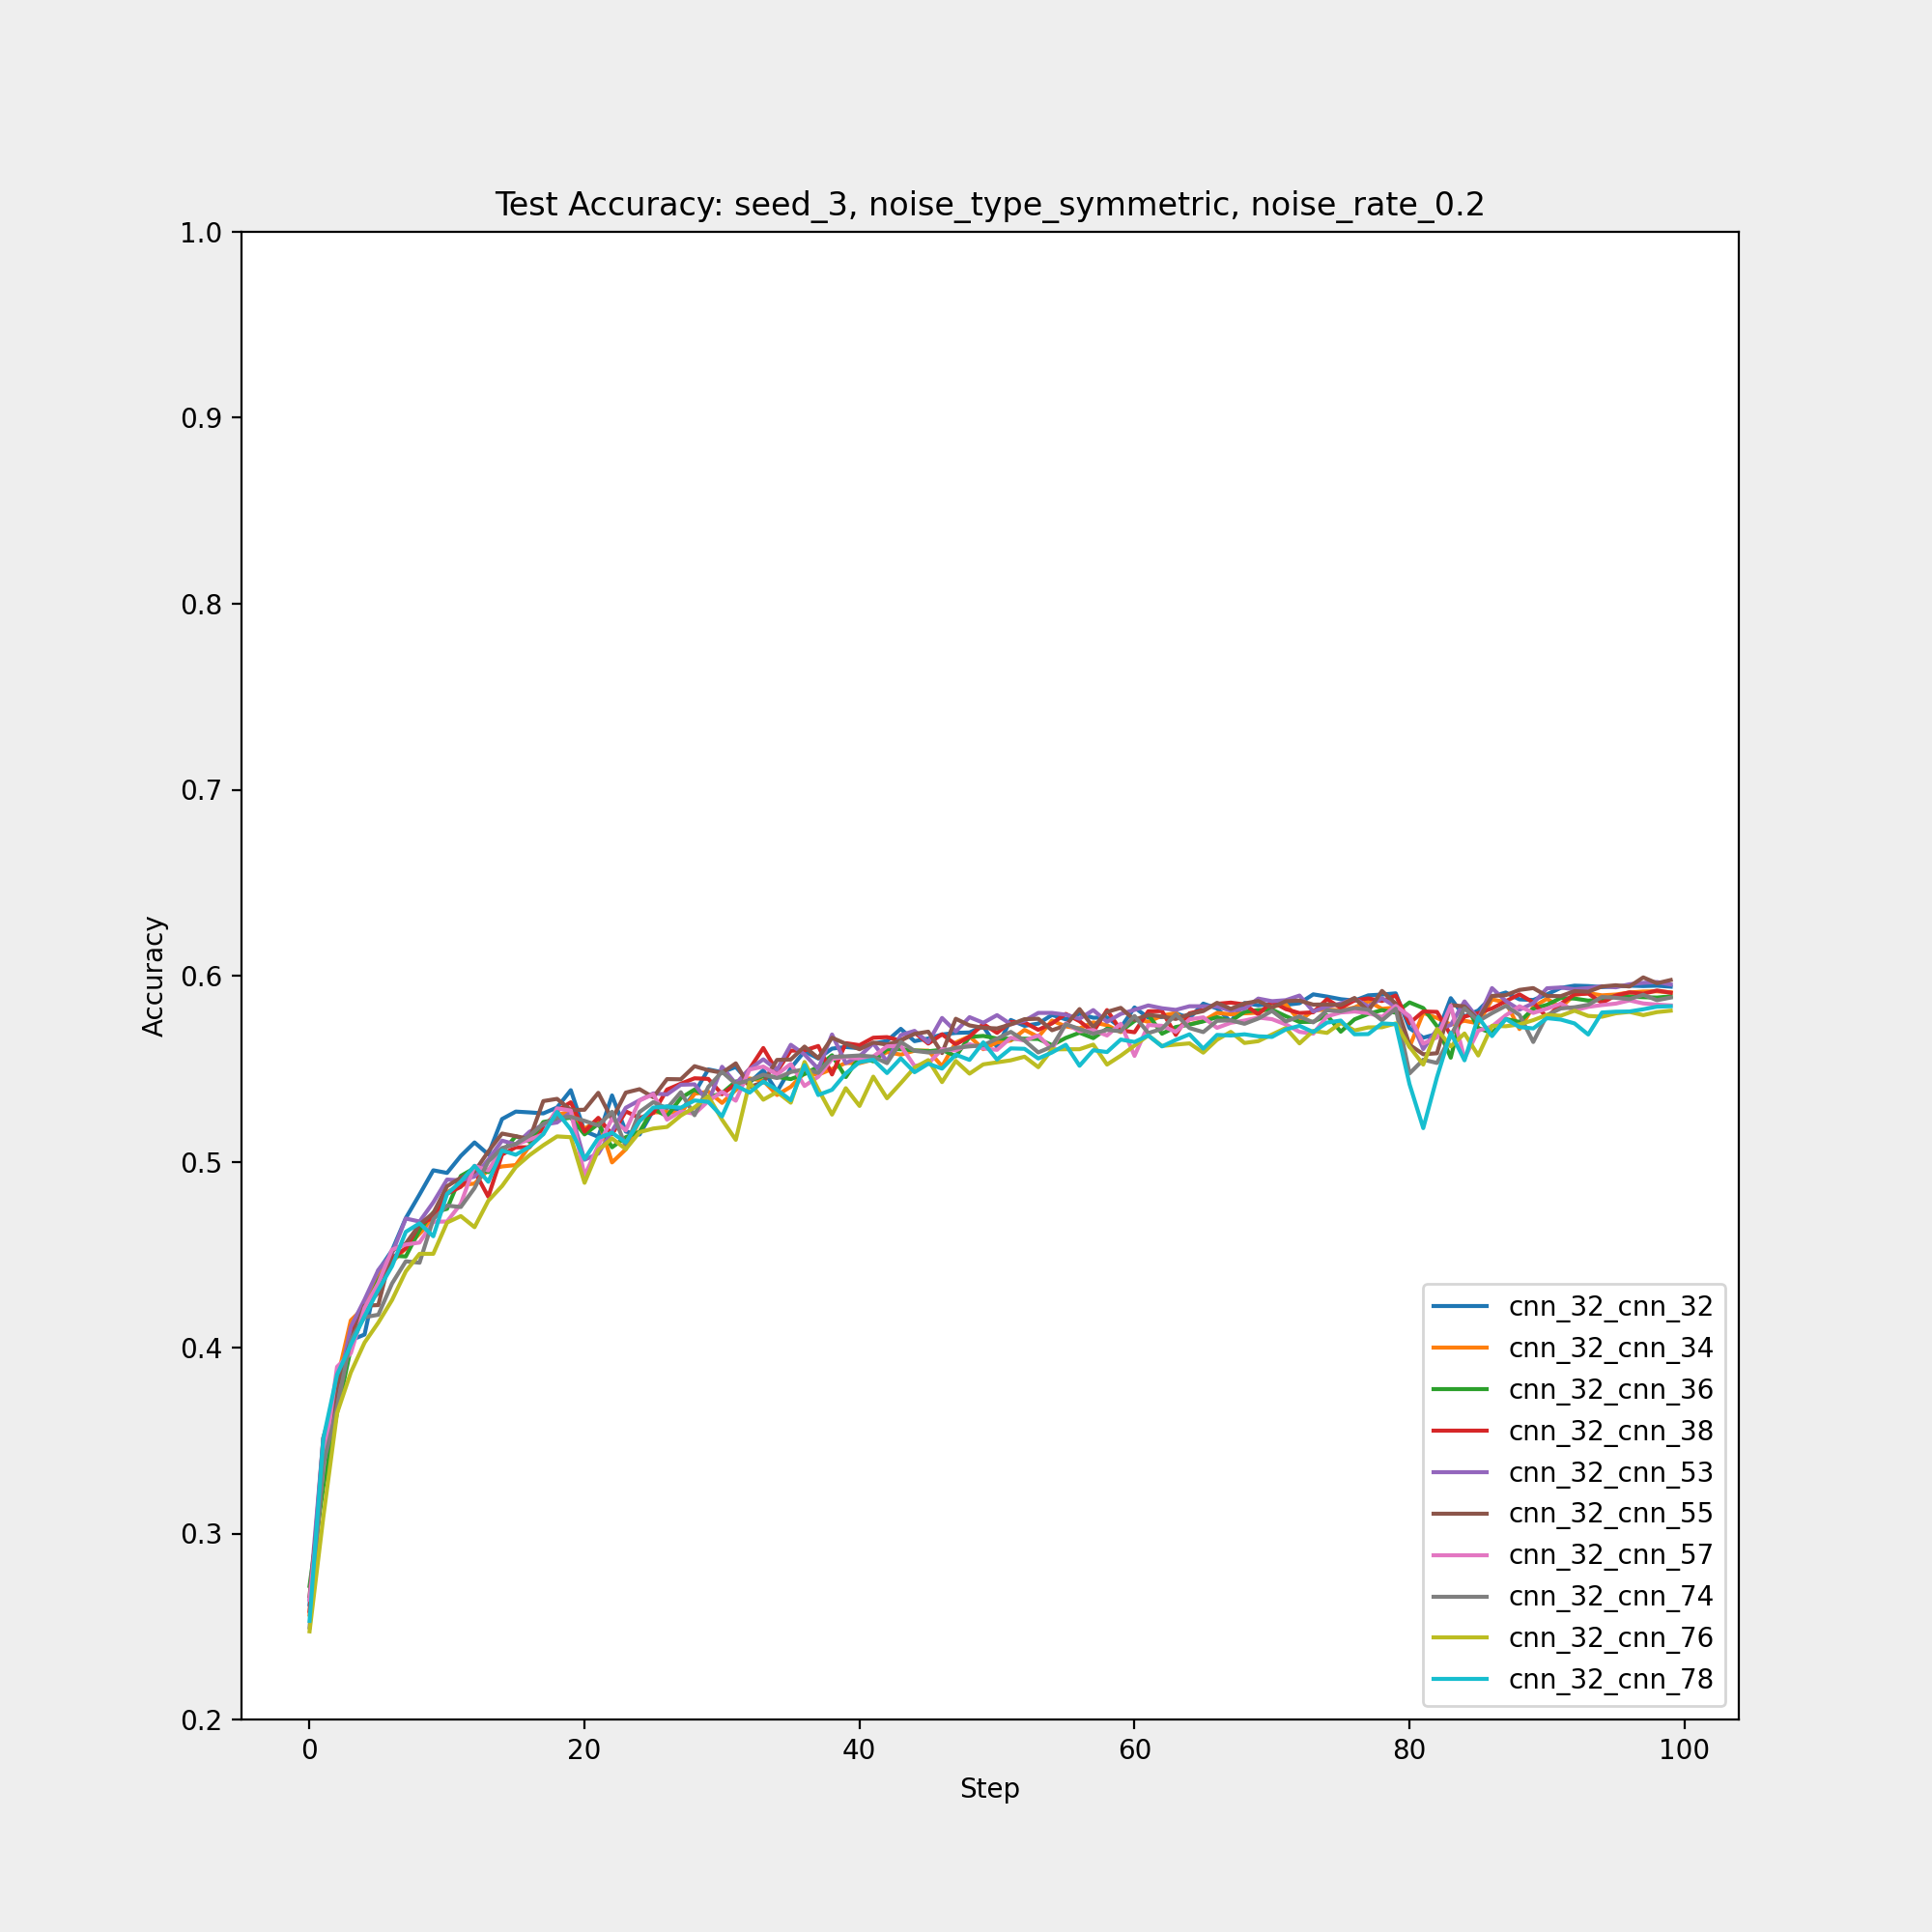 Test Accuracy: seed_3, noise_type_symmetric, noise_rate_0.2
1.0
0.9
0.8
0.7
0.6
0.5
0.4
0.3
0.2
Accuracy
0 20 40 60 80 100
Step
cnn_32_cnn_32
cnn_32_cnn_34
cnn_32_cnn_36
cnn_32_cnn_38
cnn_32_cnn_53
cnn_32_cnn_55
cnn_32_cnn_57
cnn_32_cnn_74
cnn_32_cnn_76
cnn_32_cnn_78